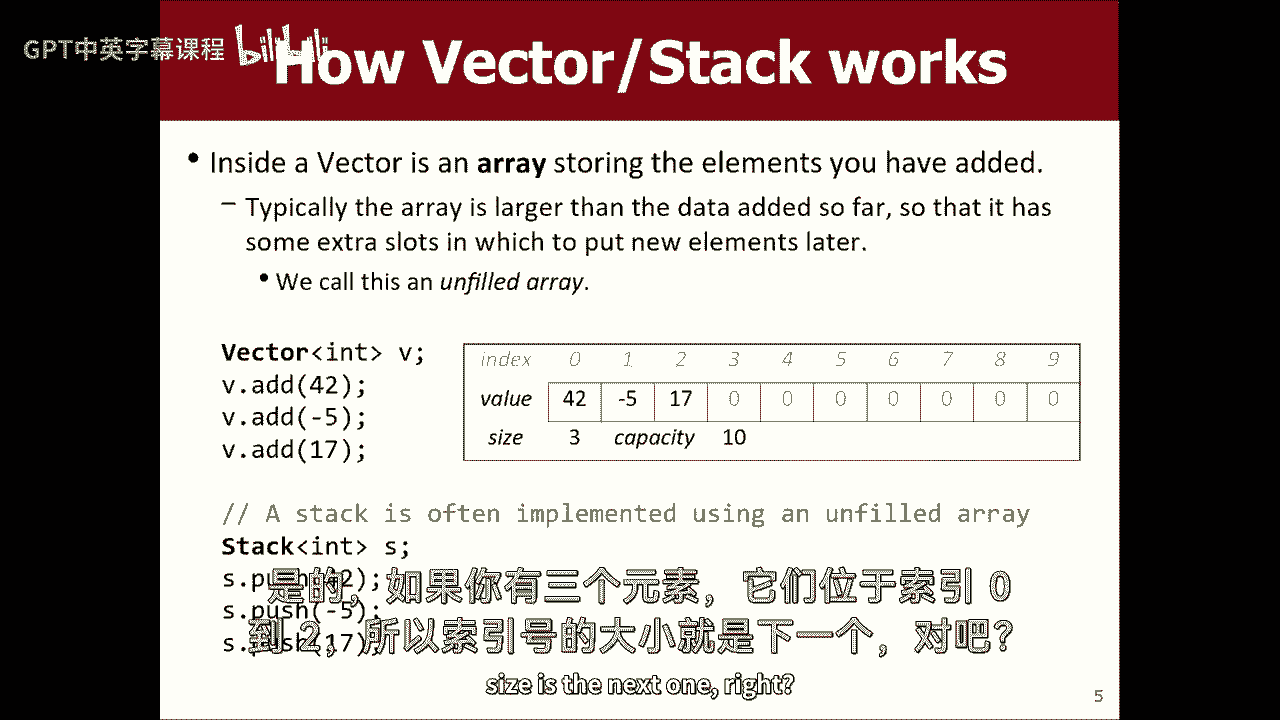 GPT中英字幕课程 bilibili
How Vector/Stack works
• Inside a Vector is an array storing the elements you have added.
– Typically the array is larger than the data added so far, so that it has
some extra slots in which to put new elements later.
• We call this an unfilled array.
Vector<int> v;
v.add(42);
v.add(-5);
v.add(17);
index 0 1 2 3 4 5 6 7 8 9
value 42 -5 17 0 0 0 0 0 0 0
size 3 capacity 10
// A stack is often implemented using an unfilled array
Stack<int> s;
s.push(42);
s.push(-5);
s.push(17);
是的，如果你有三个元素，它们位于索引 0
到 2，所以索引号的大小就是下一个，对吧？
size is the next one, right?
5